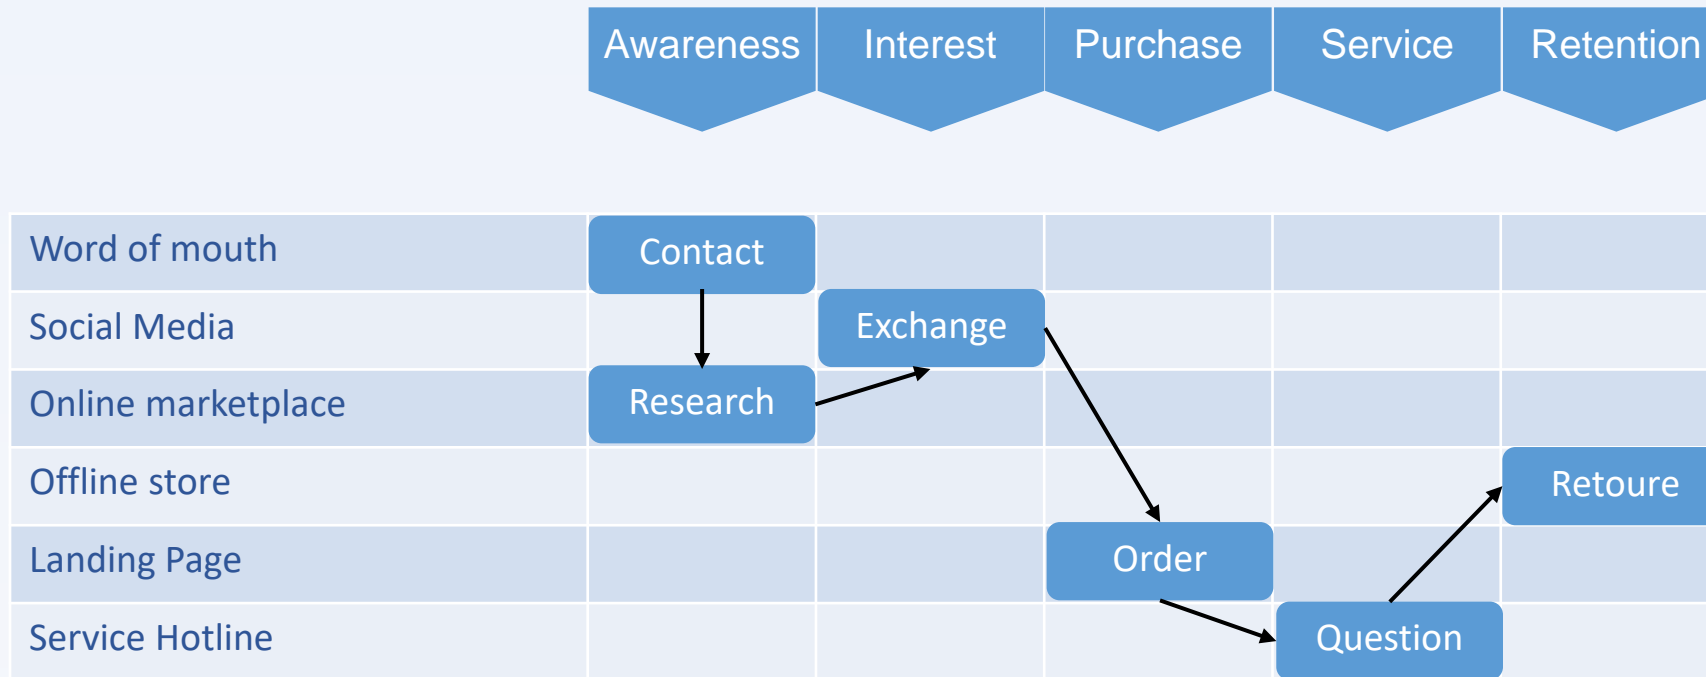 Awareness Interest Purchase Service Retention
Word of mouth Contact
Social Media Exchange
Online marketplace Research
Offline store Retoure
Landing Page Order
Service Hotline Question